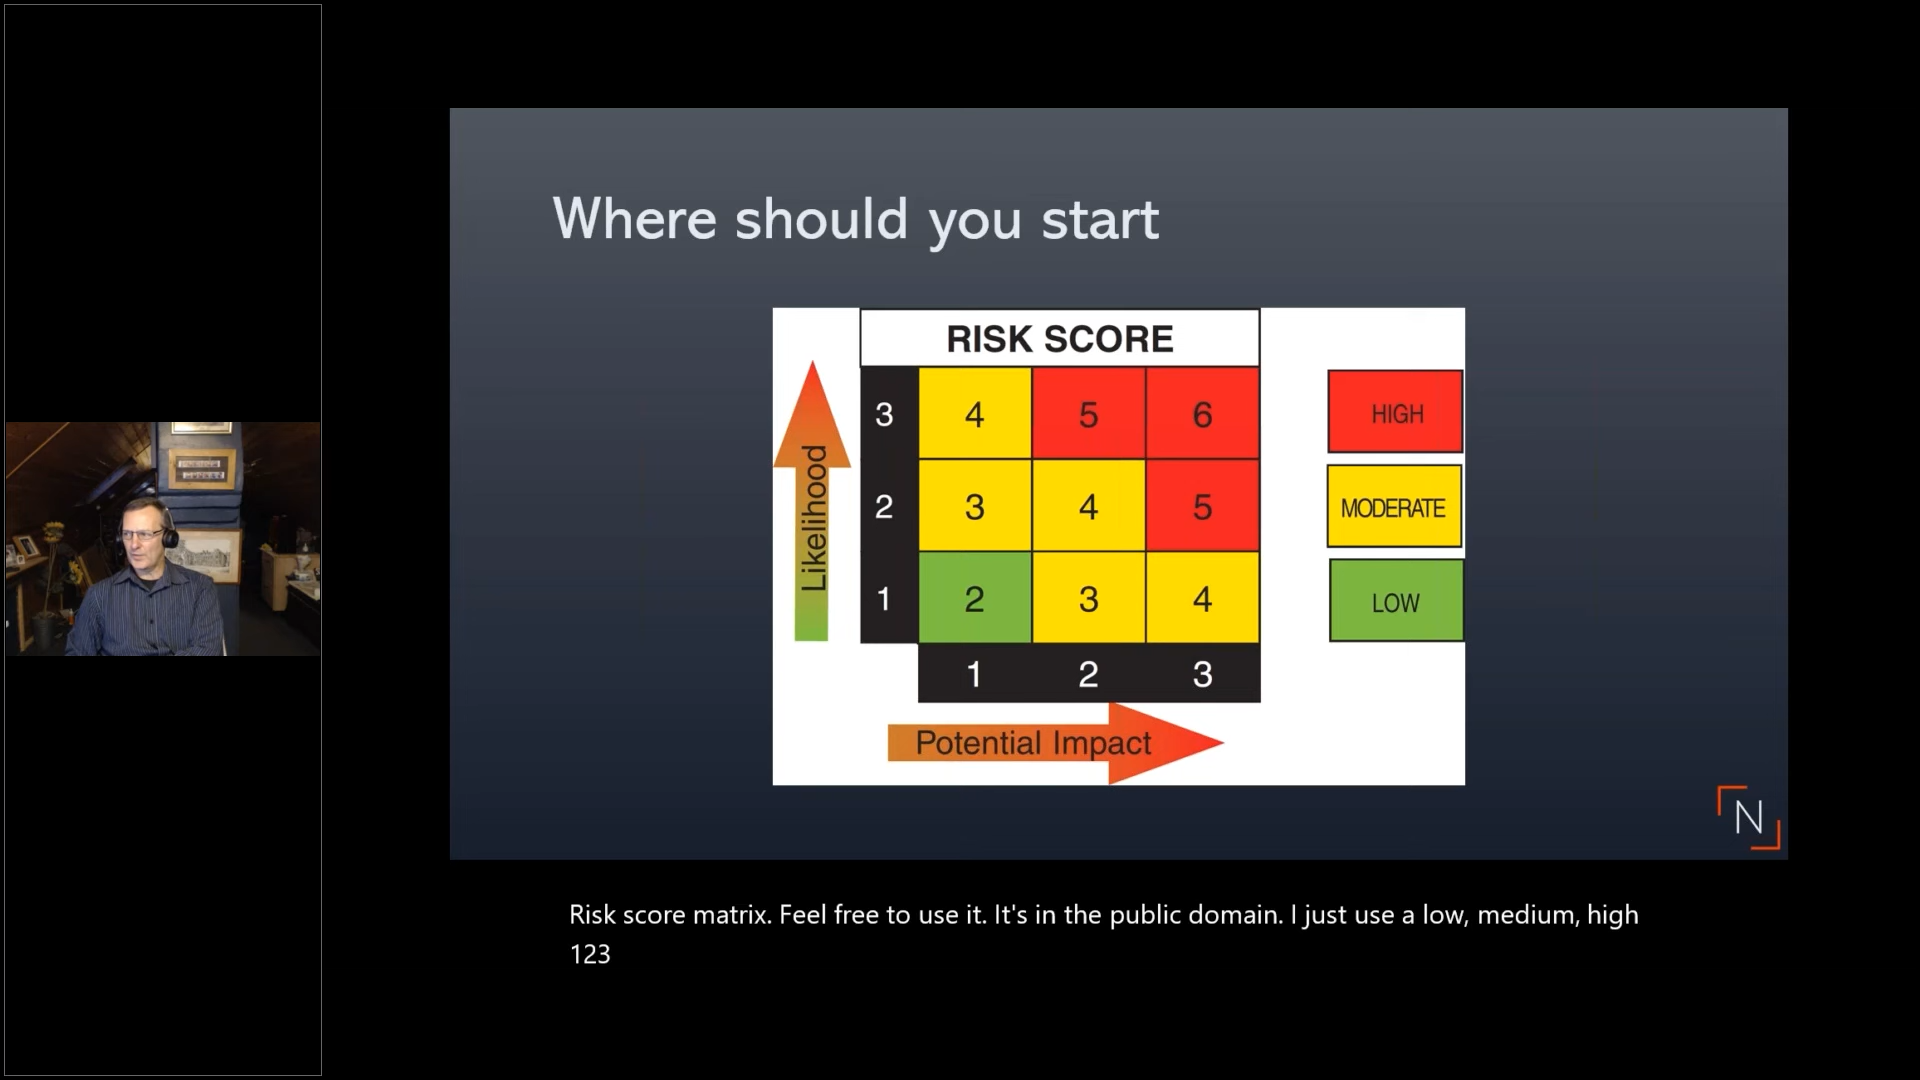 Where should you start
RISK SCORE
Likelihood
3 4 5 6
2 3 4 5
1 2 3 4
1 2 3
Potential Impact
HIGH
MODERATE
LOW
N
Risk score matrix. Feel free to use it. It's in the public domain. I just use a low, medium, high
123